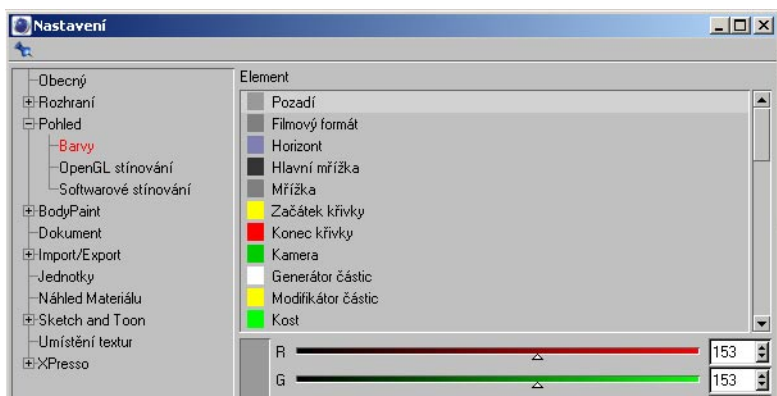 Nastavení
Obecný
Rozhraní
Pohled
Barvy
OpenGL stínování
Softwarové stínování
BodyPaint
Dokument
Import/Export
Jednotky
Náhled Materiálu
Sketch and Toon
Umístění textur
XPresso
Element
Pozadí
Filmový formát
Horizont
Hlavní mřížka
Mřížka
Začátek křivky
Konec křivky
Kamera
Generátor částic
Modifikátor částic
Kost
R 153
G 153